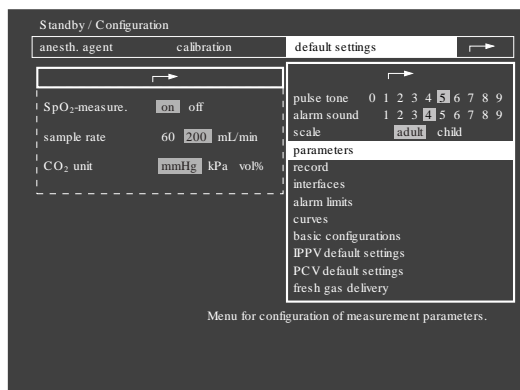 Standby / Configuration
anesth. agent calibration default settings
SpO₂-measure. on off
sample rate 60 200 mL/min
CO₂ unit mmHg kPa vol%
pulse tone 0 1 2 3 4 5 6 7 8 9
alarm sound 1 2 3 4 5 6 7 8 9
scale adult child
parameters
record
interfaces
alarm limits
curves
basic configurations
IPPV default settings
PCV default settings
fresh gas delivery
Menu for configuration of measurement parameters.